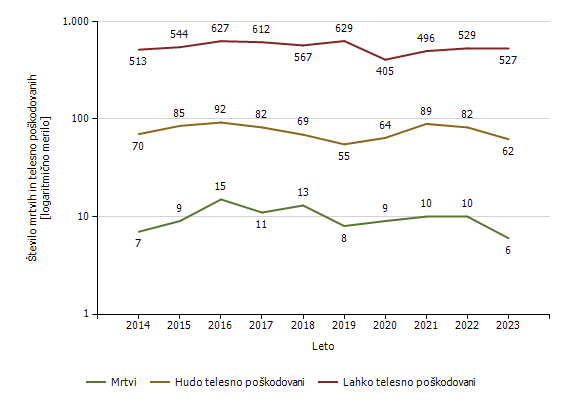 1.000
100
10
1
Število mrtvih in telesno poškodovanih
[logaritmično merilo]
513 544 627 612 567 629 405 496 529 527
70 85 92 82 69 55 64 89 82 62
7 9 15 11 13 8 9 10 10 6
2014 2015 2016 2017 2018 2019 2020 2021 2022 2023
Leto
Mrtvi Hudo telesno poškodovani Lahko telesno poškodovani